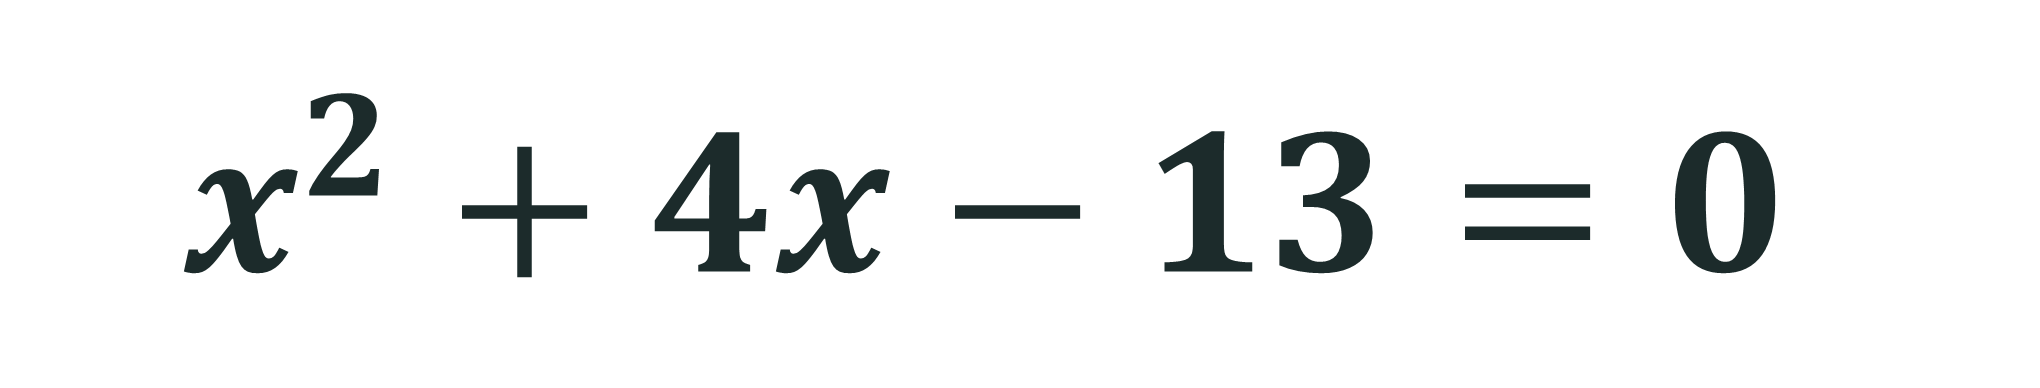 x² + 4x − 13 = 0